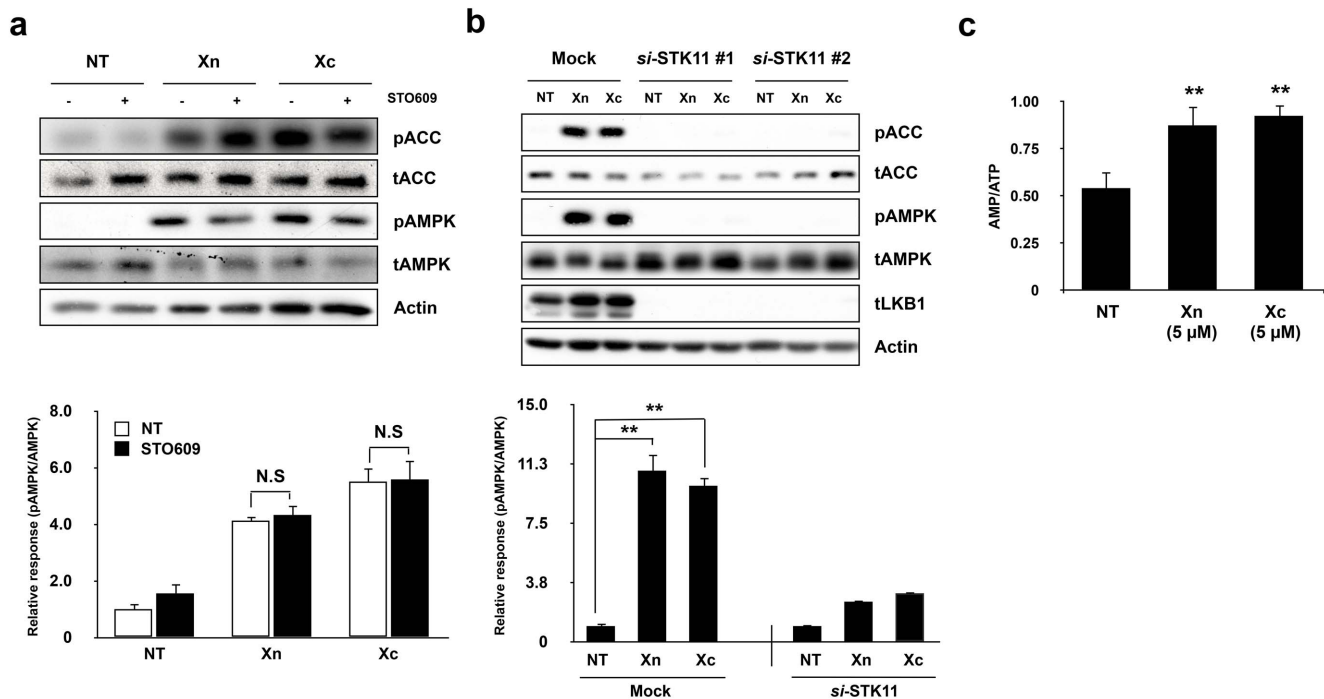 a
NT Xn Xc
- + - + - + STO609
pACC
tACC
pAMPK
tAMPK
Actin
Relative response (pAMPK/AMPK)
8.0
6.0
4.0
2.0
0
NT
STO609
N.S
N.S
NT Xn Xc
b
Mock si-STK11 #1 si-STK11 #2
NT Xn Xc NT Xn Xc NT Xn Xc
pACC
tACC
pAMPK
tAMPK
tLKB1
Actin
Relative response (pAMPK/AMPK)
15.0
11.3
7.5
3.8
0
**
**
NT Xn Xc NT Xn Xc
Mock si-STK11
c
AMP/ATP
1.00
0.75
0.50
0.25
0
** **
NT Xn Xc
(5 µM) (5 µM)